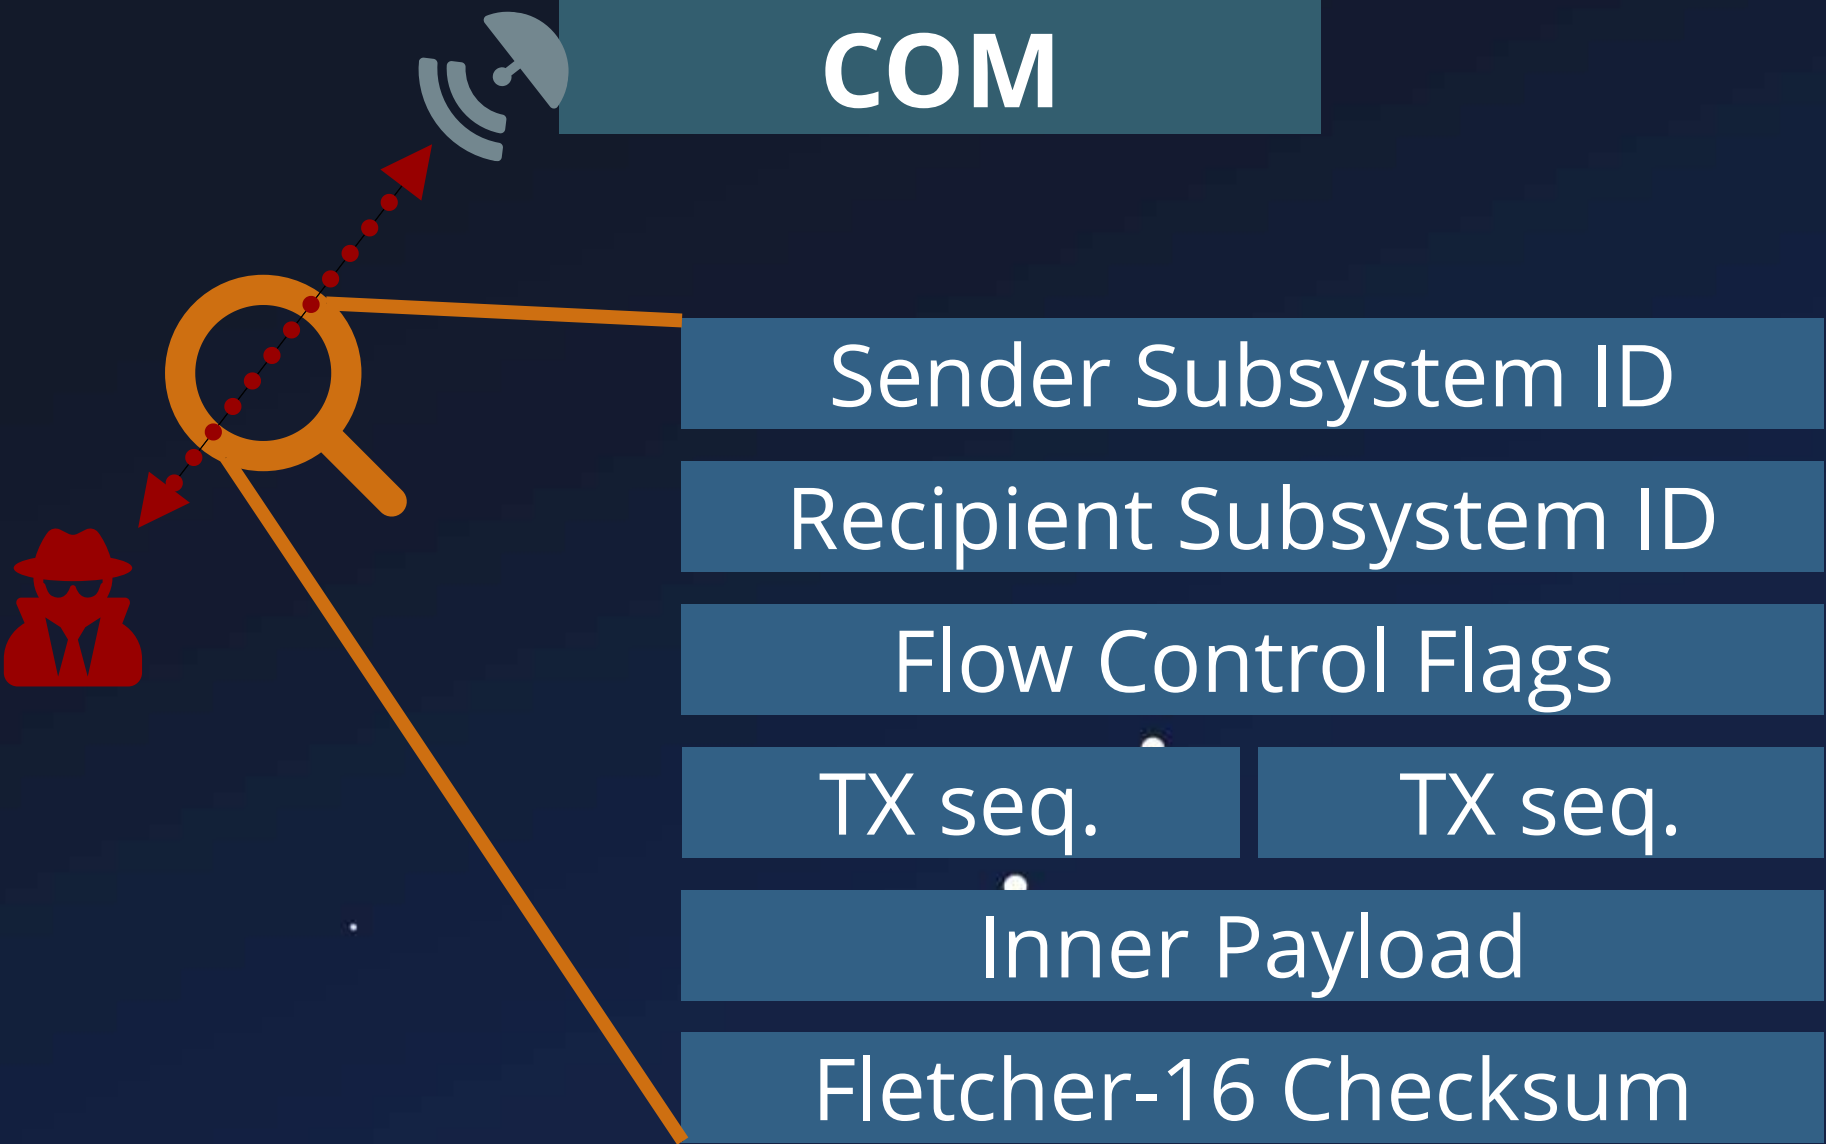 COM
Sender Subsystem ID
Recipient Subsystem ID
Flow Control Flags
TX seq. TX seq.
Inner Payload
Fletcher-16 Checksum